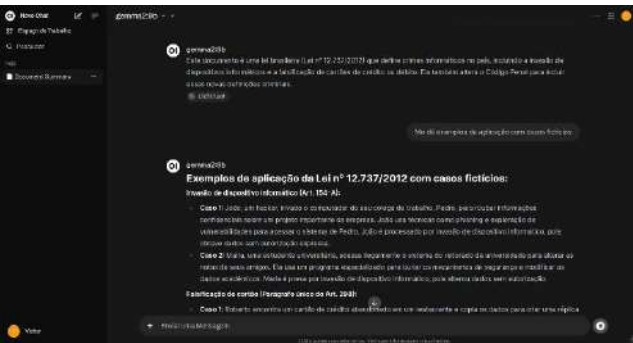 Novo Chat
gemma2:9b
Espaço de Trabalho
Pesquisar
Document Summary
gemma2:9b
Este documento é uma lei brasileira (Lei nº 12.737/2012) que define crimes informáticos no país, incluindo a invasão de
dispositivos informáticos e a falsificação de cartões de crédito ou débito. Ela também altera o Código Penal para incluir
essas novas definições criminais.
Me dê exemplos de aplicação com casos fictícios
gemma2:9b
Exemplos de aplicação da Lei nº 12.737/2012 com casos fictícios:
Invasão de dispositivo informático (Art. 154-A):
Caso 1: João, um hacker, invade o computador do seu colega de trabalho, Pedro, para roubar informações
confidenciais sobre um projeto importante da empresa. João usa técnicas como phishing e exploração de
vulnerabilidades para acessar o sistema de Pedro. João é processado por invasão de dispositivo informático, pois
obteve dados sem autorização expressa.
Caso 2: Maria, uma estudante universitária, acessa ilegalmente o sistema do reitorado da universidade para alterar as
notas de seus amigos. Ela usa um programa especializado para burlar os mecanismos de segurança e modificar os
dados acadêmicos. Maria é presa por invasão de dispositivo informático, pois alterou dados sem autorização.
Falsificação de cartão (Parágrafo único do Art. 298):
Caso 1: Roberto encontra um cartão de crédito abandonado em um restaurante e copia os dados para criar uma réplica
Enviar uma Mensagem
Victor